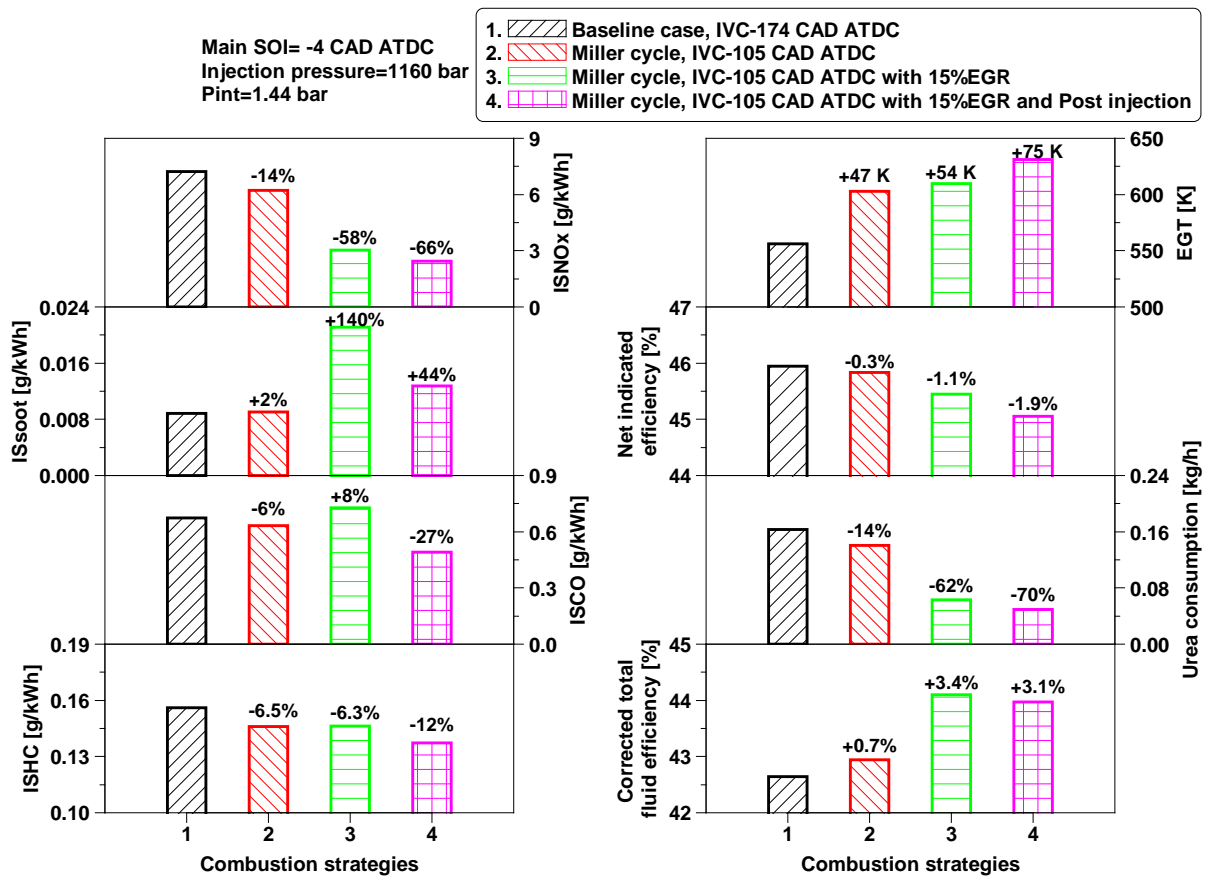 Main SOI= -4 CAD ATDC
Injection pressure=1160 bar
Pint=1.44 bar
1. Baseline case, IVC-174 CAD ATDC
2. Miller cycle, IVC-105 CAD ATDC
3. Miller cycle, IVC-105 CAD ATDC with 15%EGR
4. Miller cycle, IVC-105 CAD ATDC with 15%EGR and Post injection
-14%
-58%
-66%
9
6
3
0
ISNOx [g/kWh]
0.024
0.016
0.008
0.000
ISsoot [g/kWh]
+2%
+140%
+44%
-6%
+8%
-27%
0.9
0.6
0.3
0.0
ISCO [g/kWh]
0.19
0.16
0.13
0.10
ISHC [g/kWh]
-6.5%
-6.3%
-12%
1 2 3 4
Combustion strategies
+47 K
+54 K
+75 K
650
600
550
500
EGT [K]
47
46
45
44
Net indicated
efficiency [%]
-0.3%
-1.1%
-1.9%
-14%
-62%
-70%
0.24
0.16
0.08
0.00
Urea consumption [kg/h]
45
44
43
42
Corrected total
fluid efficiency [%]
+0.7%
+3.4%
+3.1%
1 2 3 4
Combustion strategies